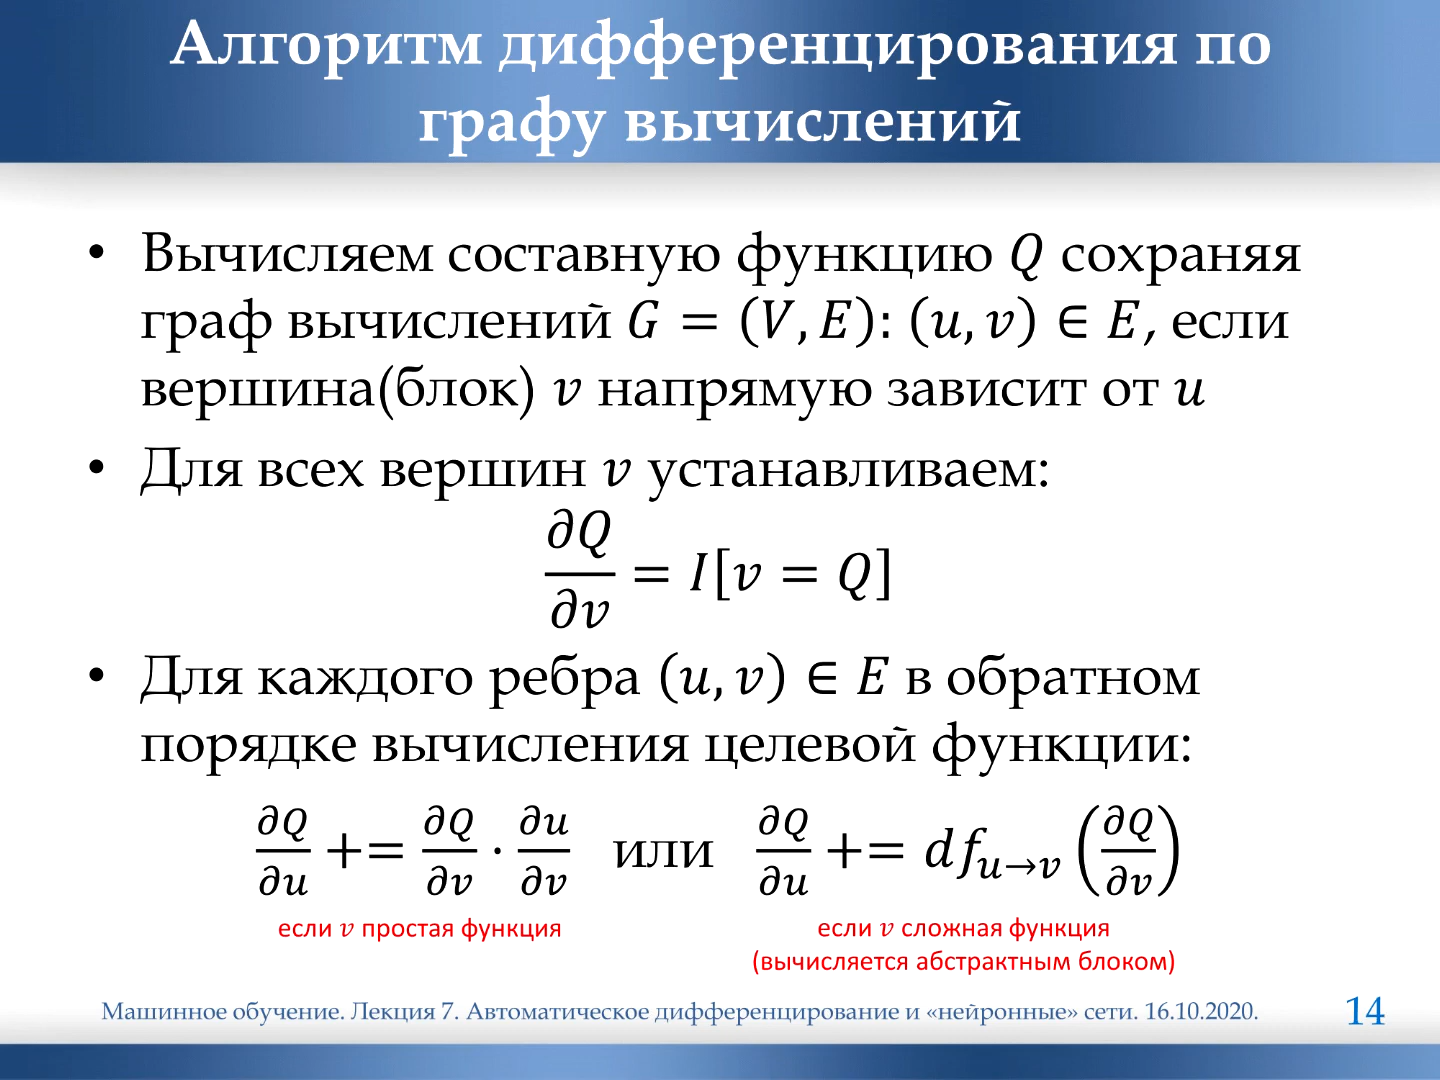 Алгоритм дифференцирования по
графу вычислений
• Вычисляем составную функцию Q сохраняя
граф вычислений G = (V, E): (u, v) ∈ E, если
вершина(блок) v напрямую зависит от u
• Для всех вершин v устанавливаем:
∂Q/∂v = I[v = Q]
• Для каждого ребра (u, v) ∈ E в обратном
порядке вычисления целевой функции:
∂Q/∂u += ∂Q/∂v · ∂u/∂v или ∂Q/∂u += df_{u→v} (∂Q/∂v)
если v простая функция
если v сложная функция
(вычисляется абстрактным блоком)
Машинное обучение. Лекция 7. Автоматическое дифференцирование и «нейронные» сети. 16.10.2020.
14